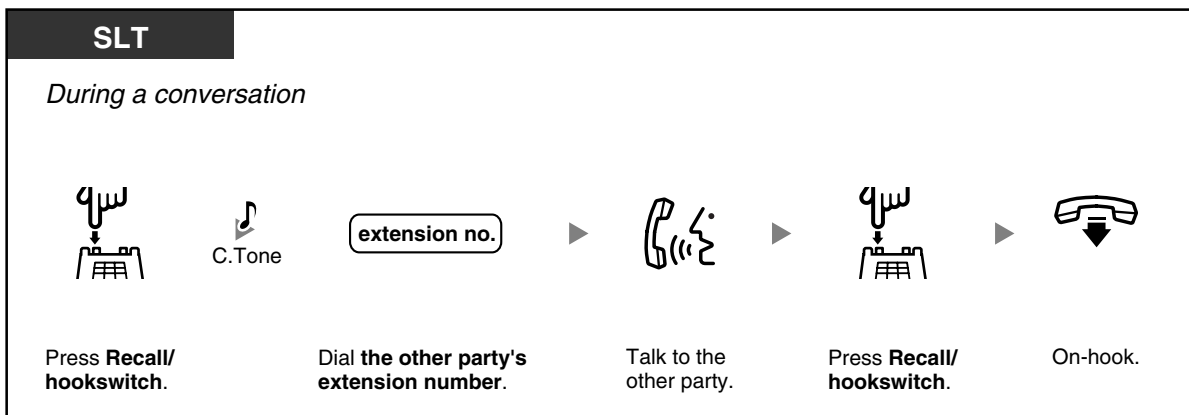 SLT
During a conversation
C.Tone
extension no.
Press Recall/
hookswitch.
Dial the other party's
extension number.
Talk to the
other party.
Press Recall/
hookswitch.
On-hook.